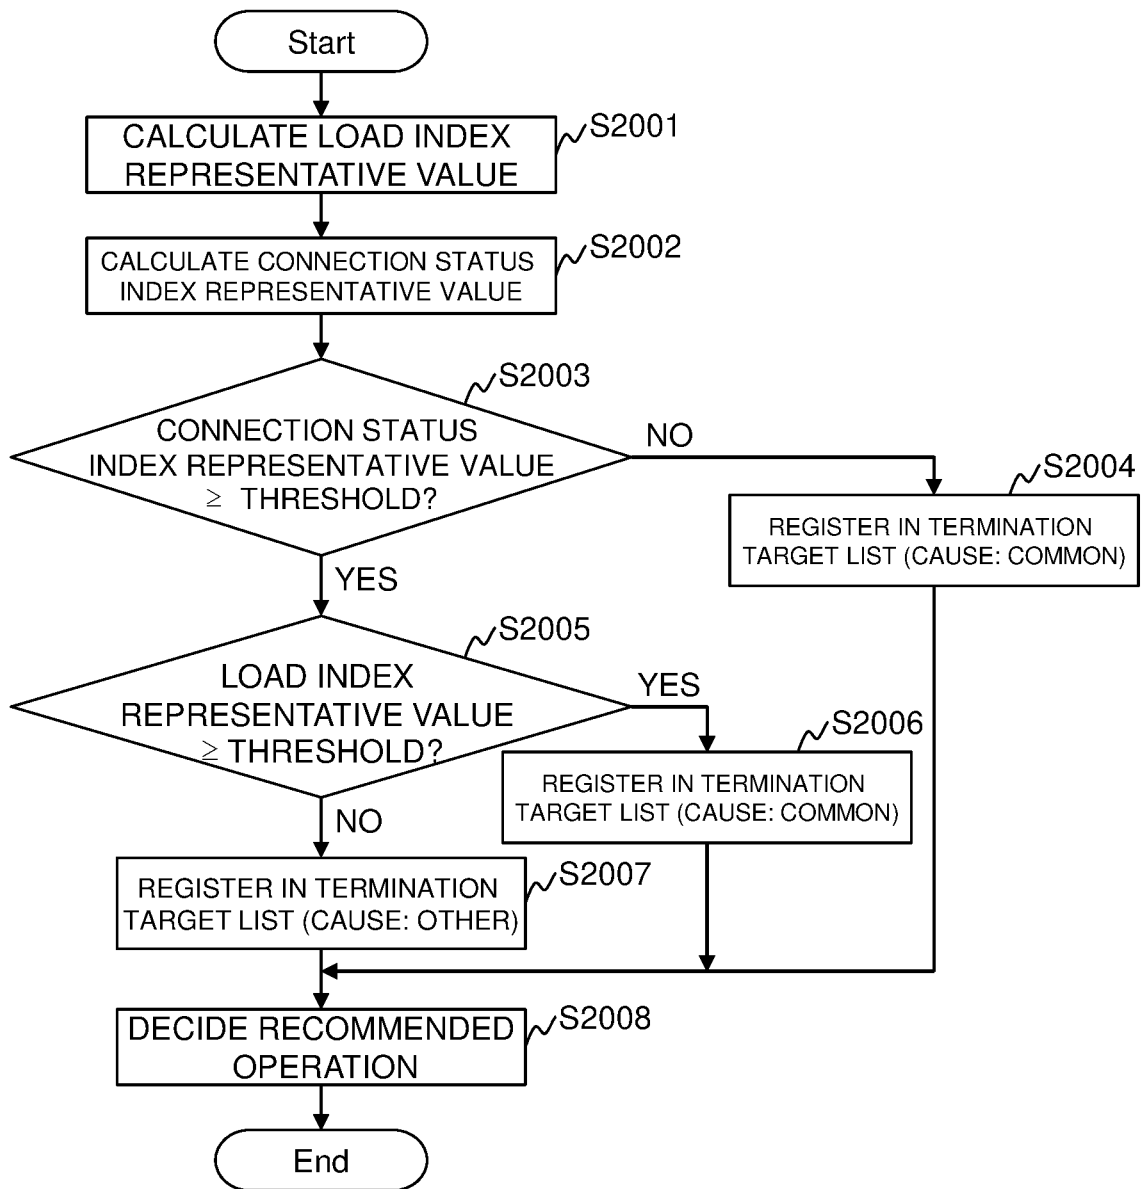 Start
CALCULATE LOAD INDEX
REPRESENTATIVE VALUE
S2001
CALCULATE CONNECTION STATUS
INDEX REPRESENTATIVE VALUE
S2002
CONNECTION STATUS
INDEX REPRESENTATIVE VALUE
≥ THRESHOLD?
S2003
NO
S2004
REGISTER IN TERMINATION
TARGET LIST (CAUSE: COMMON)
YES
LOAD INDEX
REPRESENTATIVE VALUE
≥ THRESHOLD?
S2005
YES
S2006
REGISTER IN TERMINATION
TARGET LIST (CAUSE: COMMON)
NO
REGISTER IN TERMINATION
TARGET LIST (CAUSE: OTHER)
S2007
DECIDE RECOMMENDED
OPERATION
S2008
End